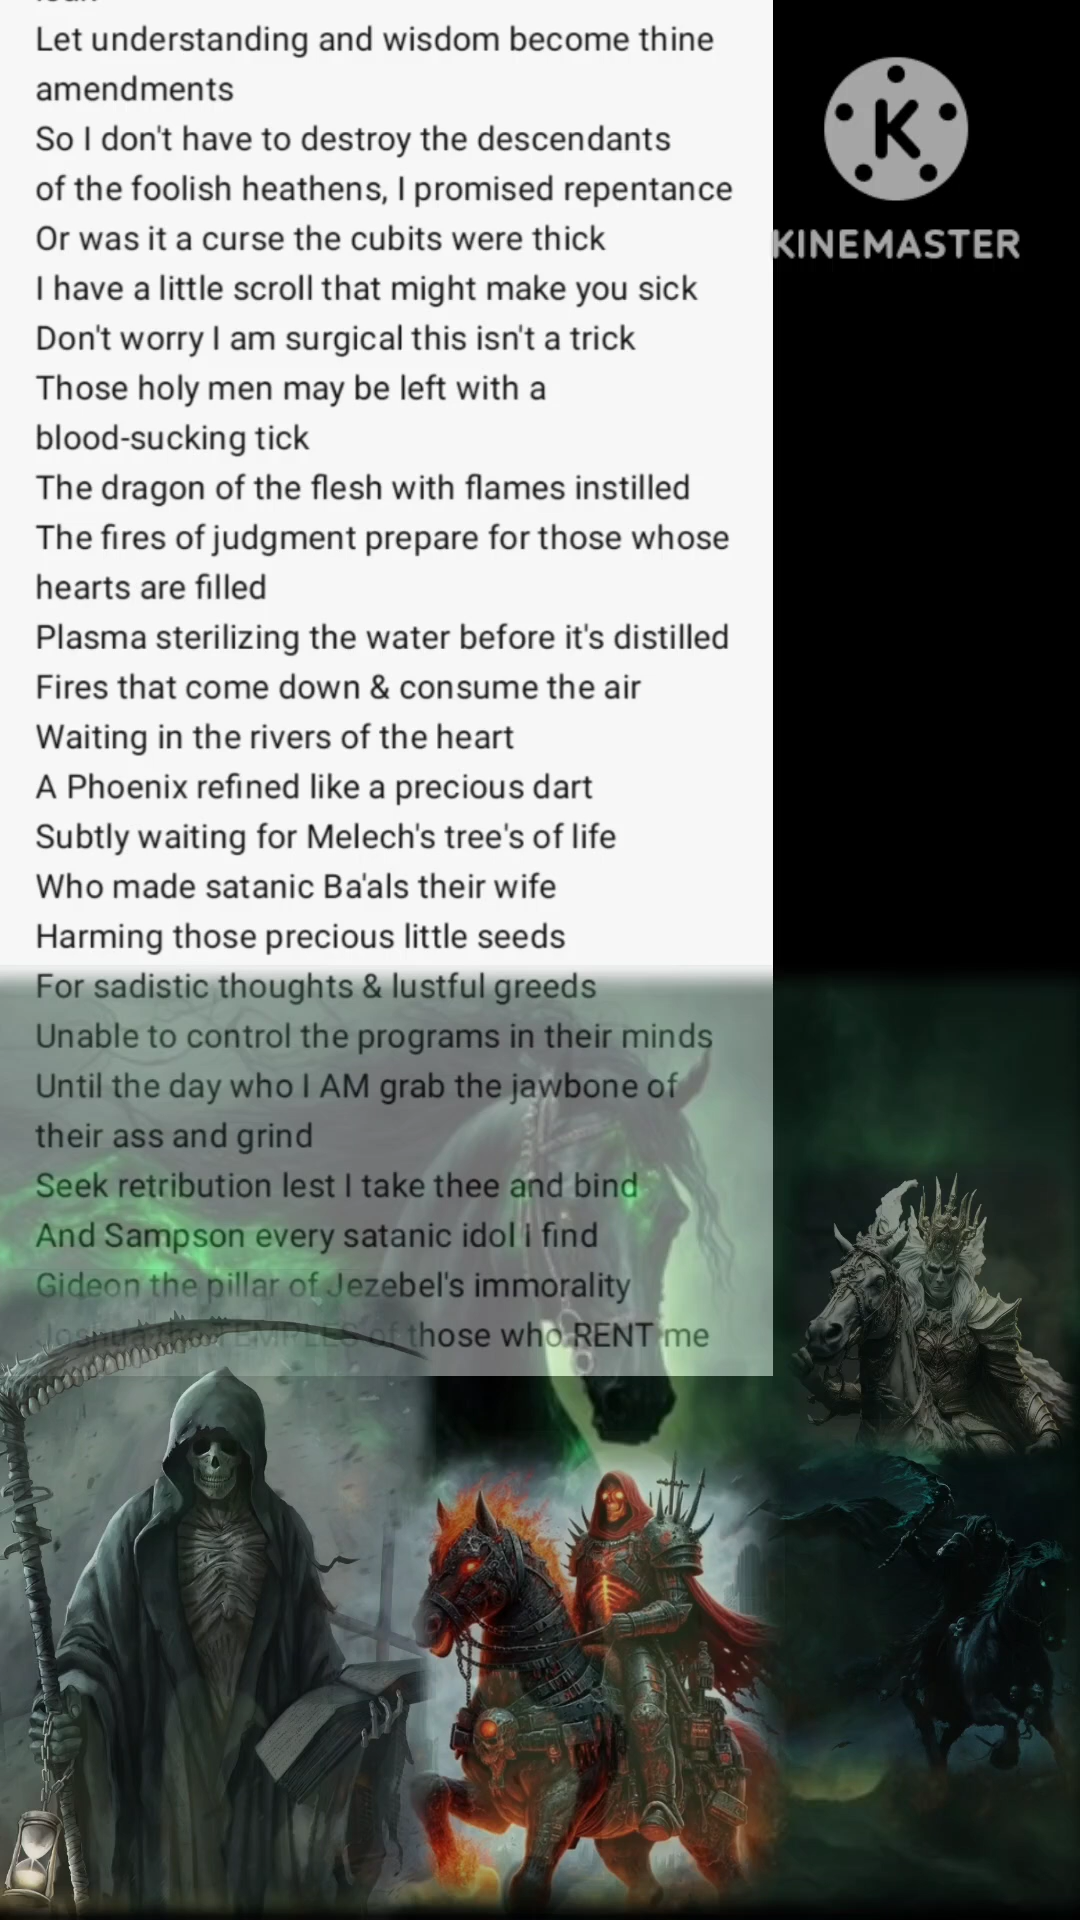 Let understanding and wisdom become thine
amendments
So I don't have to destroy the descendants
of the foolish heathens, I promised repentance
Or was it a curse the cubits were thick
I have a little scroll that might make you sick
Don't worry I am surgical this isn't a trick
Those holy men may be left with a
blood-sucking tick
The dragon of the flesh with flames instilled
The fires of judgment prepare for those whose
hearts are filled
Plasma sterilizing the water before it's distilled
Fires that come down & consume the air
Waiting in the rivers of the heart
A Phoenix refined like a precious dart
Subtly waiting for Melech's tree's of life
Who made satanic Ba'als their wife
Harming those precious little seeds
For sadistic thoughts & lustful greeds
Unable to control the programs in their minds
Until the day who I AM grab the jawbone of
their ass and grind
Seek retribution lest I take thee and bind
And Sampson every satanic idol I find
Gideon the pillar of Jezebel's immorality
Joshua of those who RENT me
K
KINEMASTER